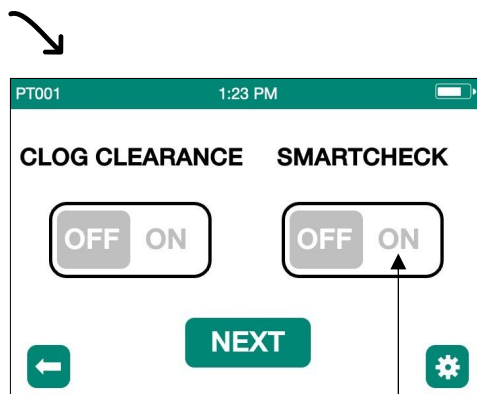 PT001 1:23 PM
CLOG CLEARANCE SMARTCHECK
OFF ON OFF ON
NEXT